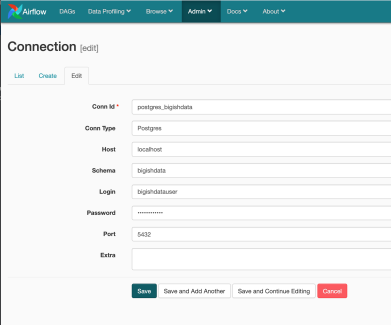 Airflow DAGs Data Profiling Browse Admin Docs About
Connection [edit]
List Create Edit
Conn Id * postgres_bigishdata
Conn Type Postgres
Host localhost
Schema bigishdata
Login bigishdatauser
Password ••••••••••••
Port 5432
Extra
Save Save and Add Another Save and Continue Editing Cancel